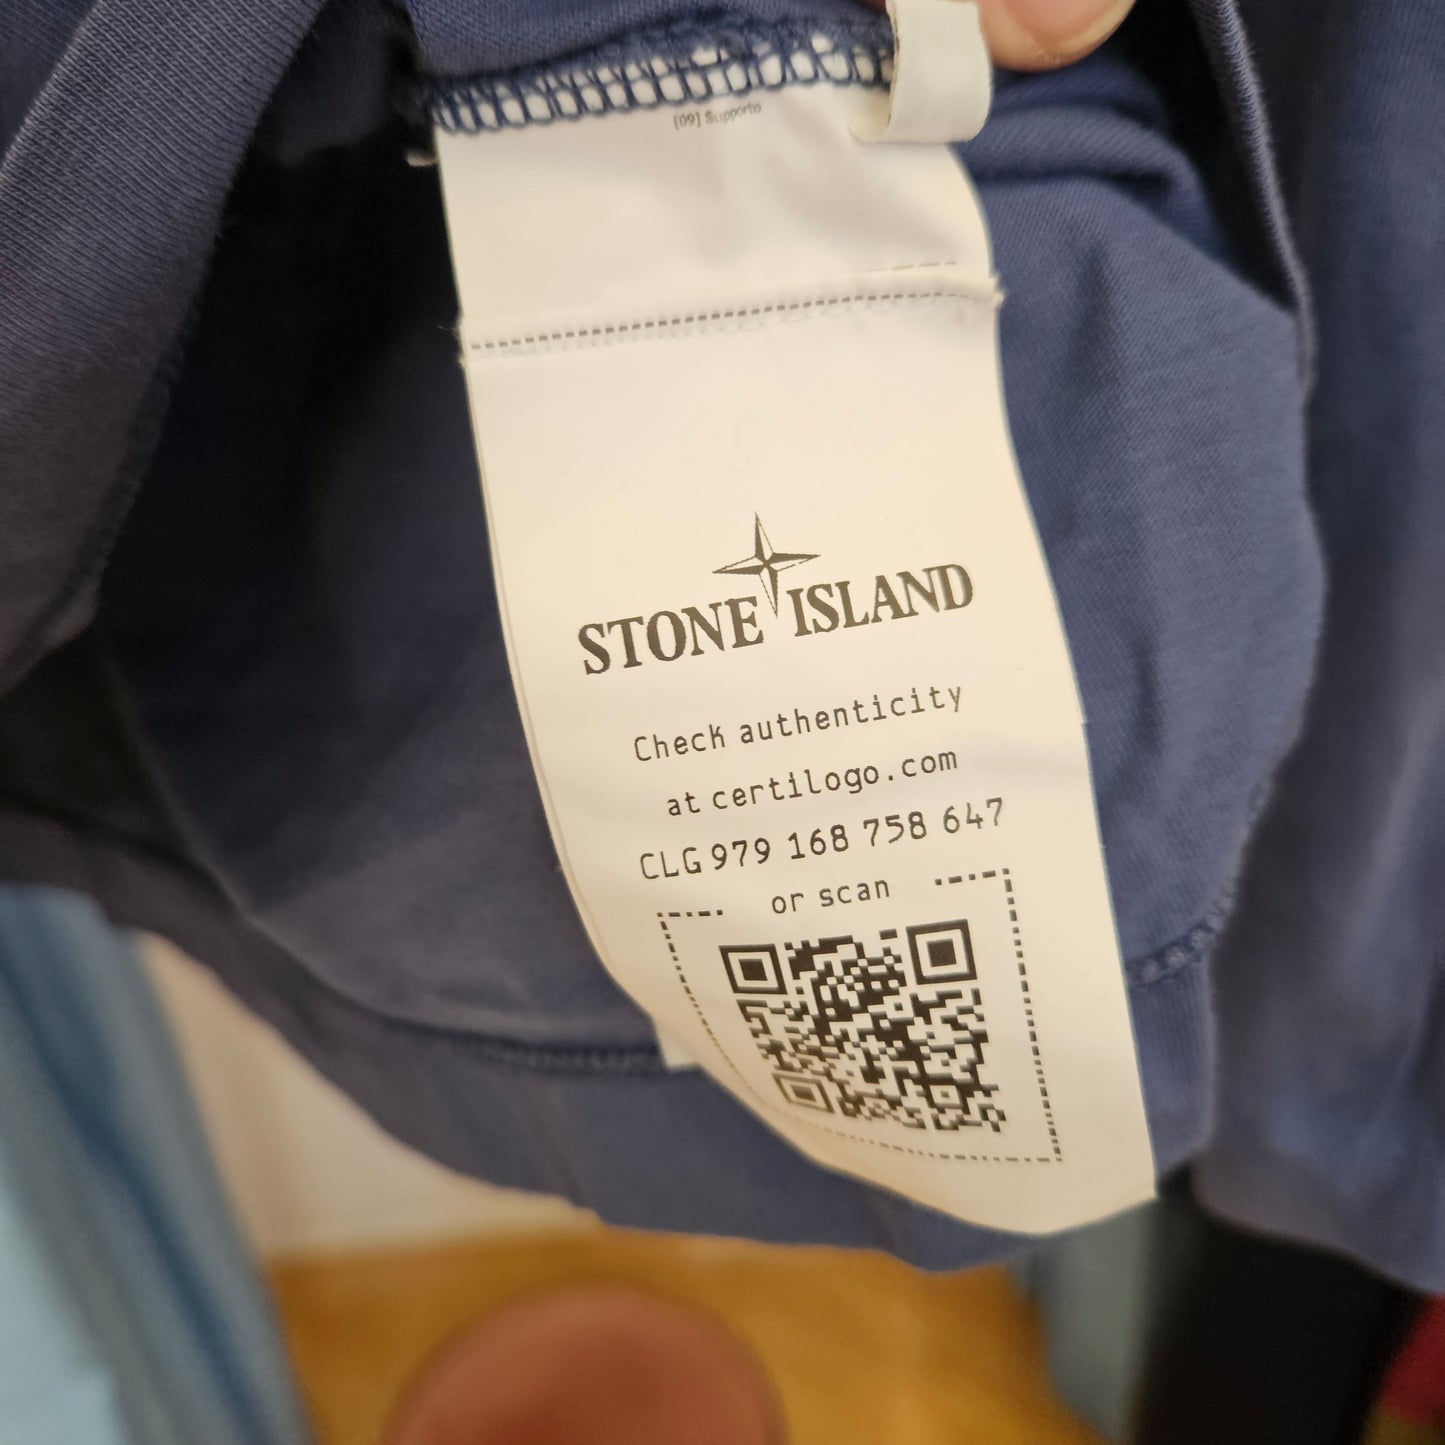 [09] Supporto
STONE ISLAND
Check authenticity
at certilogo.com
CLG 979 168 758 647
or scan